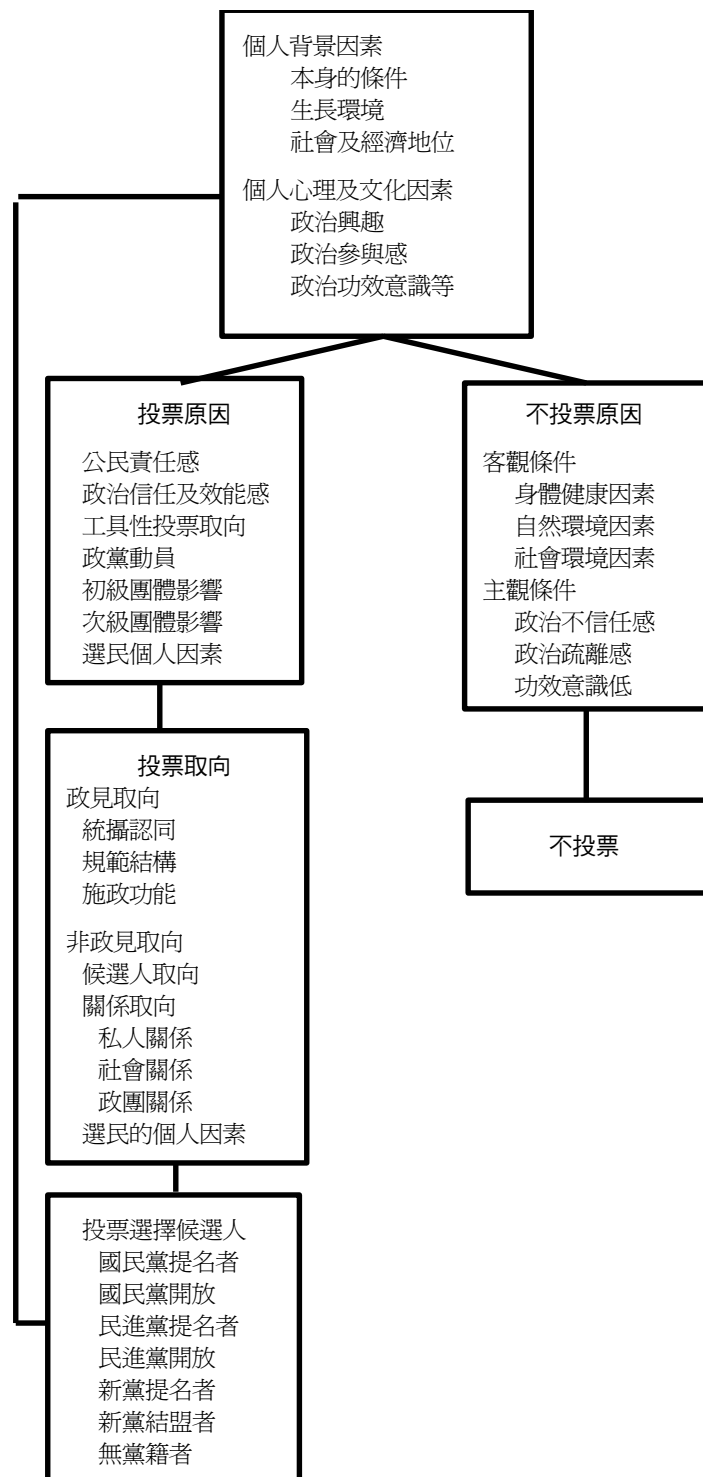 個人背景因素
本身的條件
生長環境
社會及經濟地位
個人心理及文化因素
政治興趣
政治參與感
政治功效意識等
投票原因
公民責任感
政治信任及效能感
工具性投票取向
政黨動員
初級團體影響
次級團體影響
選民個人因素
不投票原因
客觀條件
身體健康因素
自然環境因素
社會環境因素
主觀條件
政治不信任感
政治疏離感
功效意識低
投票取向
政見取向
統攝認同
規範結構
施政功能
非政見取向
候選人取向
關係取向
私人關係
社會關係
政團關係
選民的個人因素
不投票
投票選擇候選人
國民黨提名者
國民黨開放
民進黨提名者
民進黨開放
新黨提名者
新黨結盟者
無黨籍者